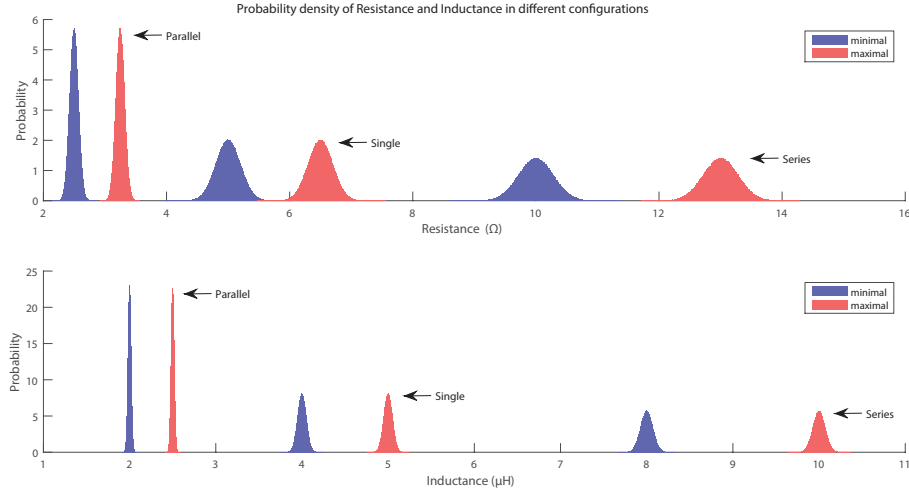 Probability density of Resistance and Inductance in different configurations
6
5
4
3
2
1
0
Probability
Parallel
Single
Series
minimal
maximal
2
4
6
8
10
12
14
16
Resistance (Ω)
25
20
15
10
5
0
Probability
Parallel
Single
Series
minimal
maximal
1
2
3
4
5
6
7
8
9
10
11
Inductance (μH)